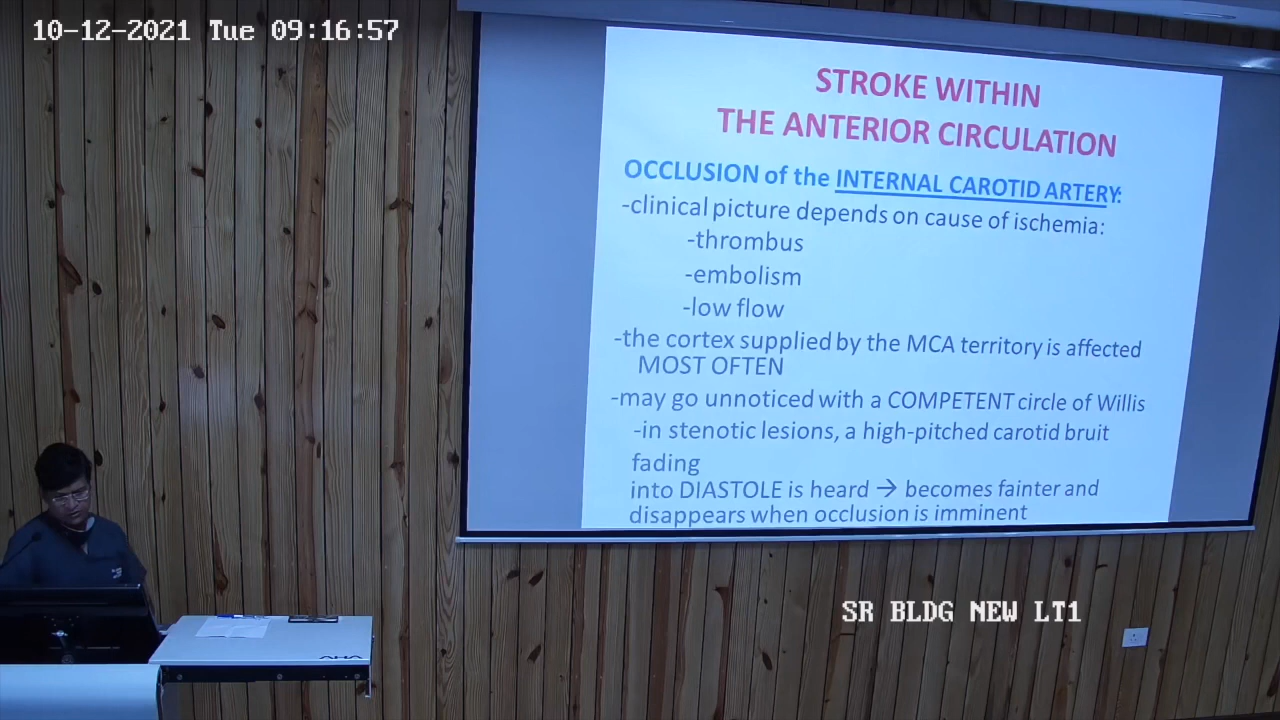 10-12-2021 Tue 09:16:57
STROKE WITHIN
THE ANTERIOR CIRCULATION
OCCLUSION of the INTERNAL CAROTID ARTERY:
-clinical picture depends on cause of ischemia:
-thrombus
-embolism
-low flow
-the cortex supplied by the MCA territory is affected
MOST OFTEN
-may go unnoticed with a COMPETENT circle of Willis
-in stenotic lesions, a high-pitched carotid bruit
fading
into DIASTOLE is heard → becomes fainter and
disappears when occlusion is imminent
SR BLDG NEW LT1
AHA